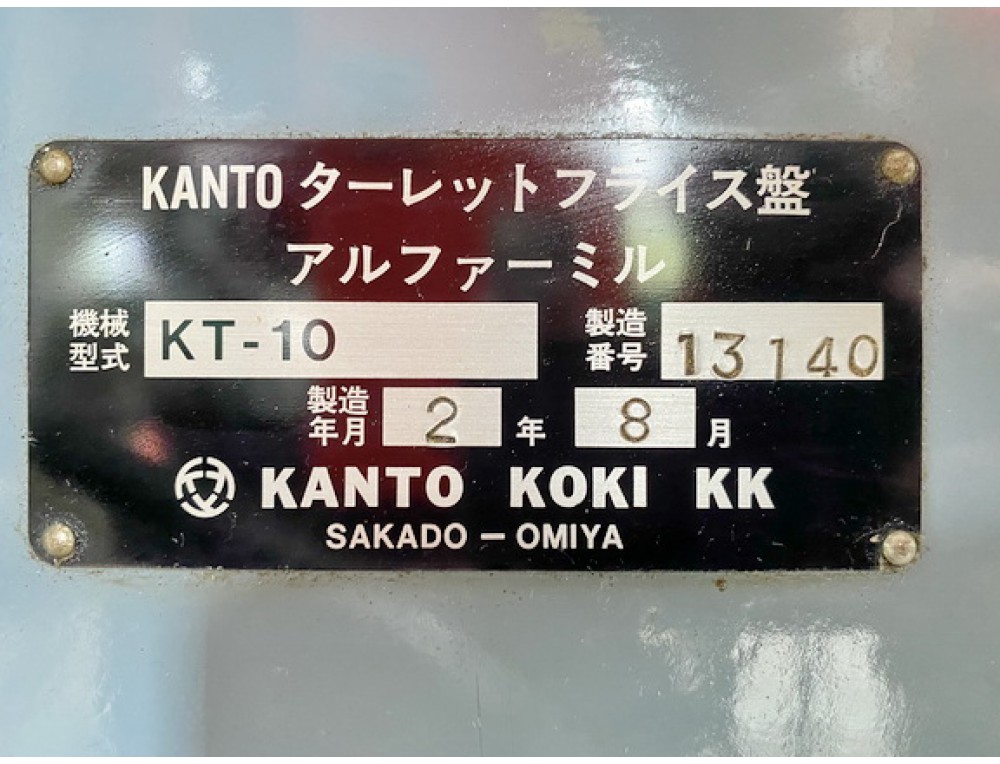 KANTO ターレットフライス盤
アルファーミル
機械型式 KT-10 製造番号 13140
製造年月 2 年 8 月
KANTO KOKI KK
SAKADO — OMIYA